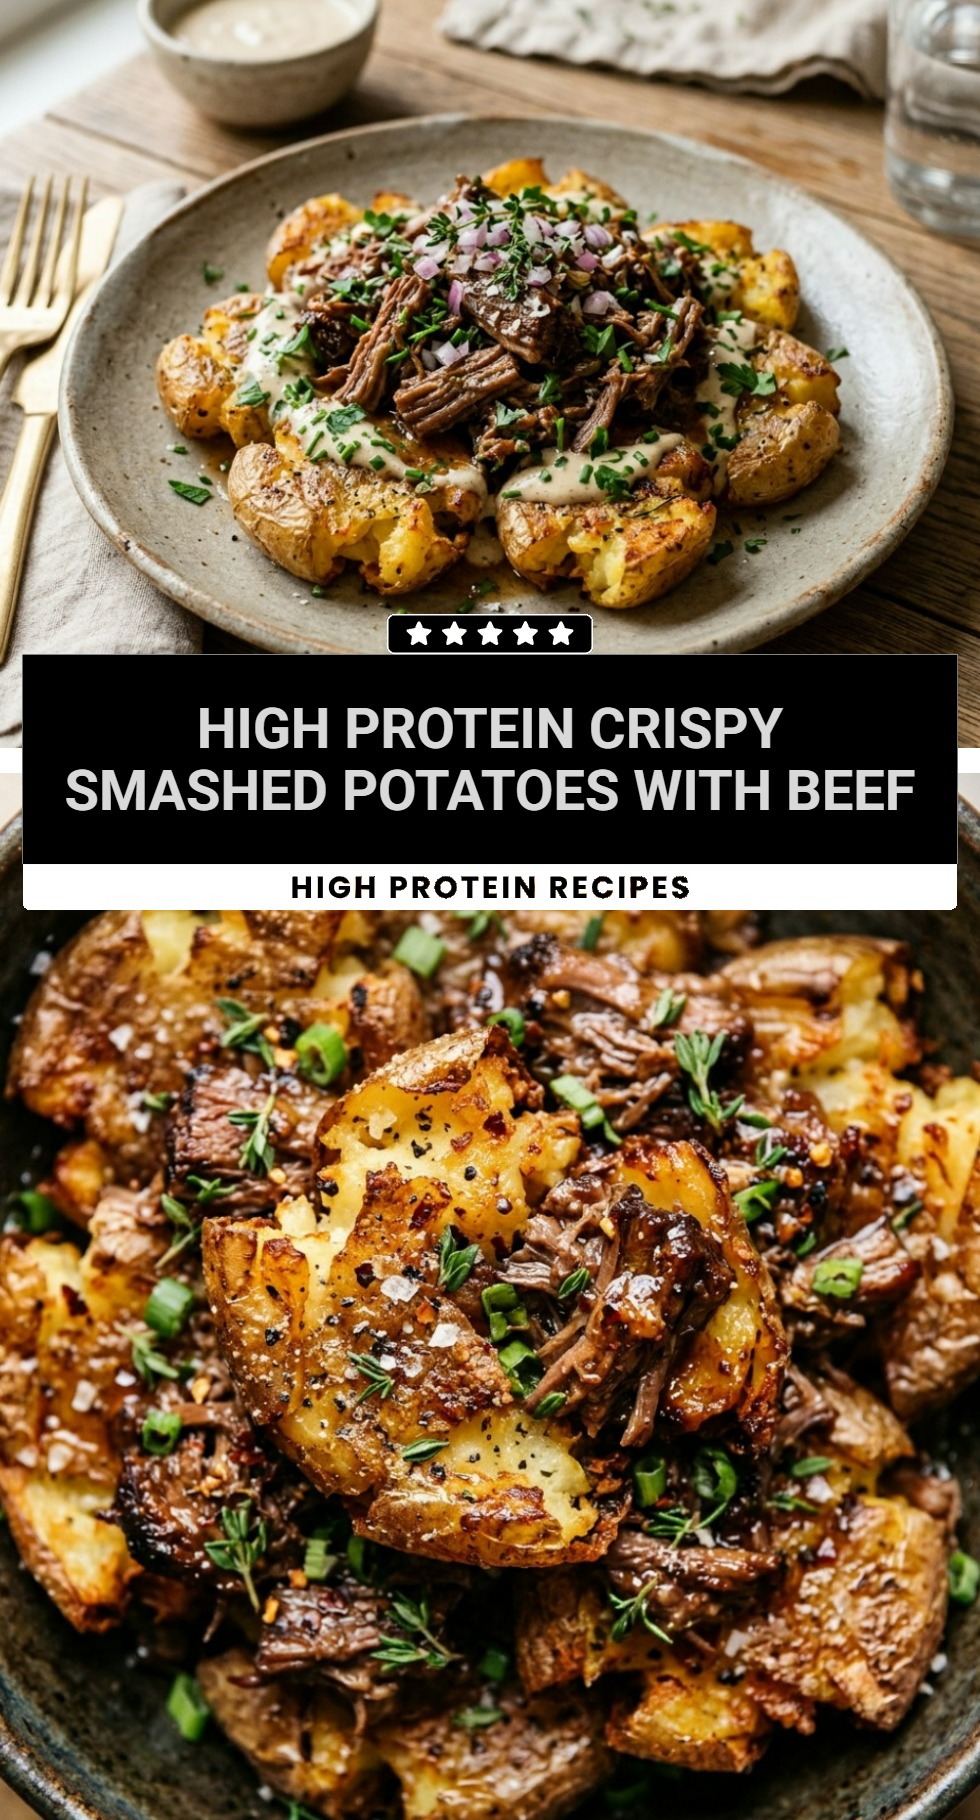 HIGH PROTEIN CRISPY
SMASHED POTATOES WITH BEEF
HIGH PROTEIN RECIPES